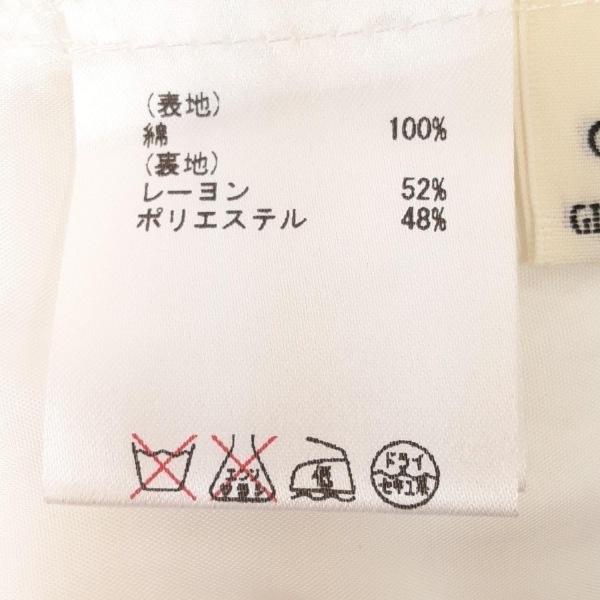 (表地)
綿 100%
(裏地)
レーヨン 52%
ポリエステル 48%
エンソ サラシ
低
ドライ
セキユ系
G
GI